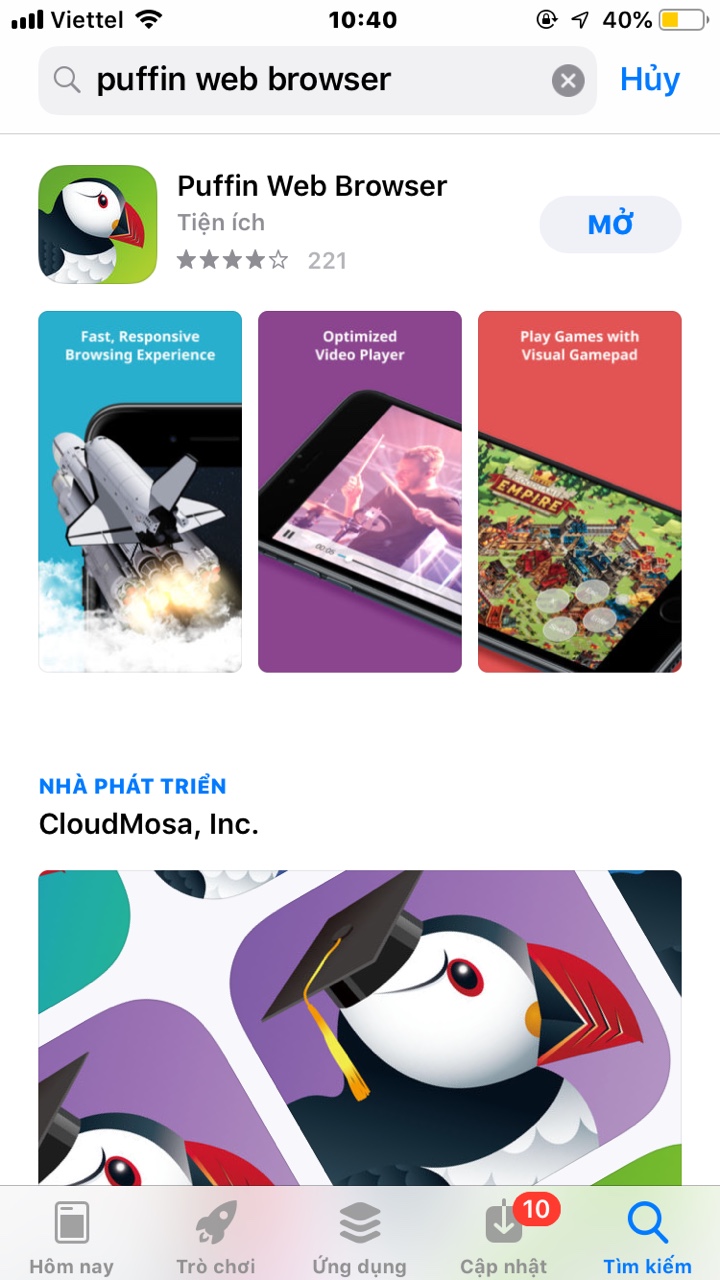 Viettel 10:40 40%
puffin web browser Hủy
Puffin Web Browser
Tiện ích
221
MỞ
Fast, Responsive
Browsing Experience
Optimized
Video Player
Play Games with
Visual Gamepad
00:05
EMPIRE
NHÀ PHÁT TRIỂN
CloudMosa, Inc.
10
Hôm nay Trò chơi Ứng dụng Cập nhật Tìm kiếm